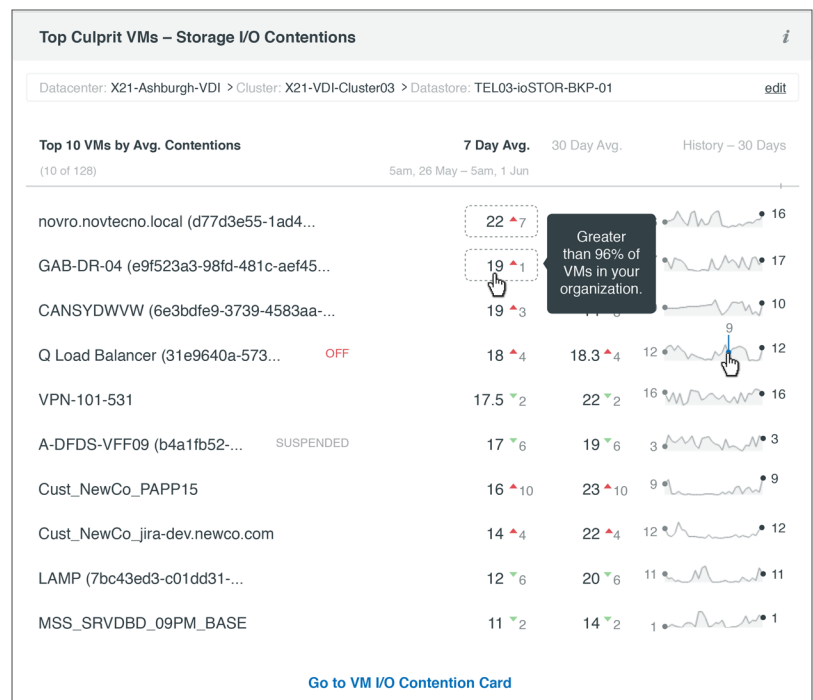 Top Culprit VMs – Storage I/O Contentions i
Datacenter: X21-Ashburgh-VDI > Cluster: X21-VDI-Cluster03 > Datastore: TEL03-ioSTOR-BKP-01 edit
Top 10 VMs by Avg. Contentions 7 Day Avg. 30 Day Avg. History – 30 Days
(10 of 128) 5am, 26 May – 5am, 1 Jun
novro.novtecno.local (d77d3e55-1ad4... 22 7 16
Greater
than 96% of
VMs in your
organization.
GAB-DR-04 (e9f523a3-98fd-481c-aef45... 19 1 17
CANSYDWVW (6e3bdfe9-3739-4583aa-... 19 3 10
9
Q Load Balancer (31e9640a-573... OFF 18 4 18.3 4 12 12
VPN-101-531 17.5 2 22 2 16 16
A-DFDS-VFF09 (b4a1fb52-... SUSPENDED 17 6 19 6 3 3
Cust_NewCo_PAPP15 16 10 23 10 9 9
Cust_NewCo_jira-dev.newco.com 14 4 22 4 12 12
LAMP (7bc43ed3-c01dd31-... 12 6 20 6 11 11
MSS_SRVDBD_09PM_BASE 11 2 14 2 1 1
Go to VM I/O Contention Card